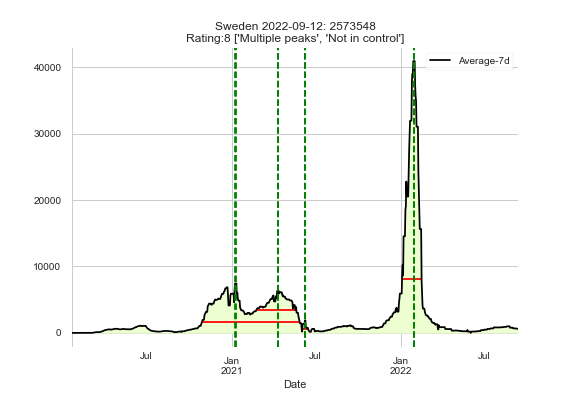 Sweden 2022-09-12: 2573548
Rating:8 ['Multiple peaks', 'Not in control']
Average-7d
40000
30000
20000
10000
0
Jul
Jan
2021
Jul
Jan
2022
Jul
Date